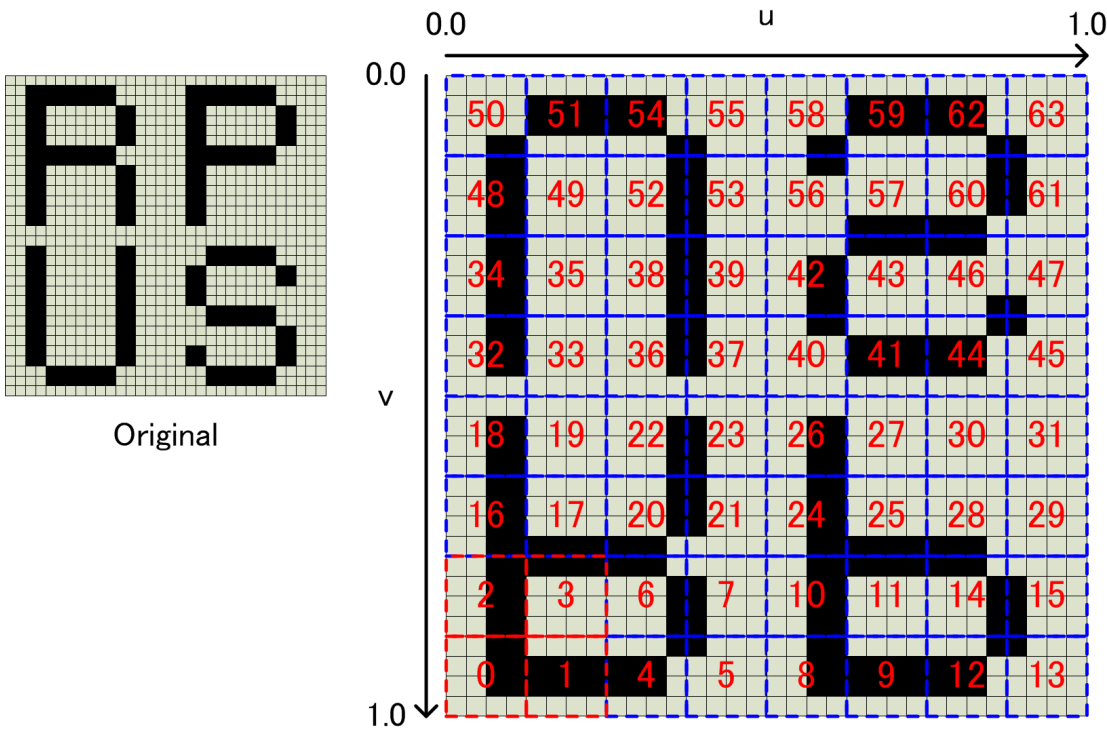 0.0 u 1.0
0.0
RP
US
Original
v
50 51 54 55 58 59 62 63
48 49 52 53 56 57 60 61
34 35 38 39 42 43 46 47
32 33 36 37 40 41 44 45
18 19 22 23 26 27 30 31
16 17 20 21 24 25 28 29
2 3 6 7 10 11 14 15
0 1 4 5 8 9 12 13
1.0